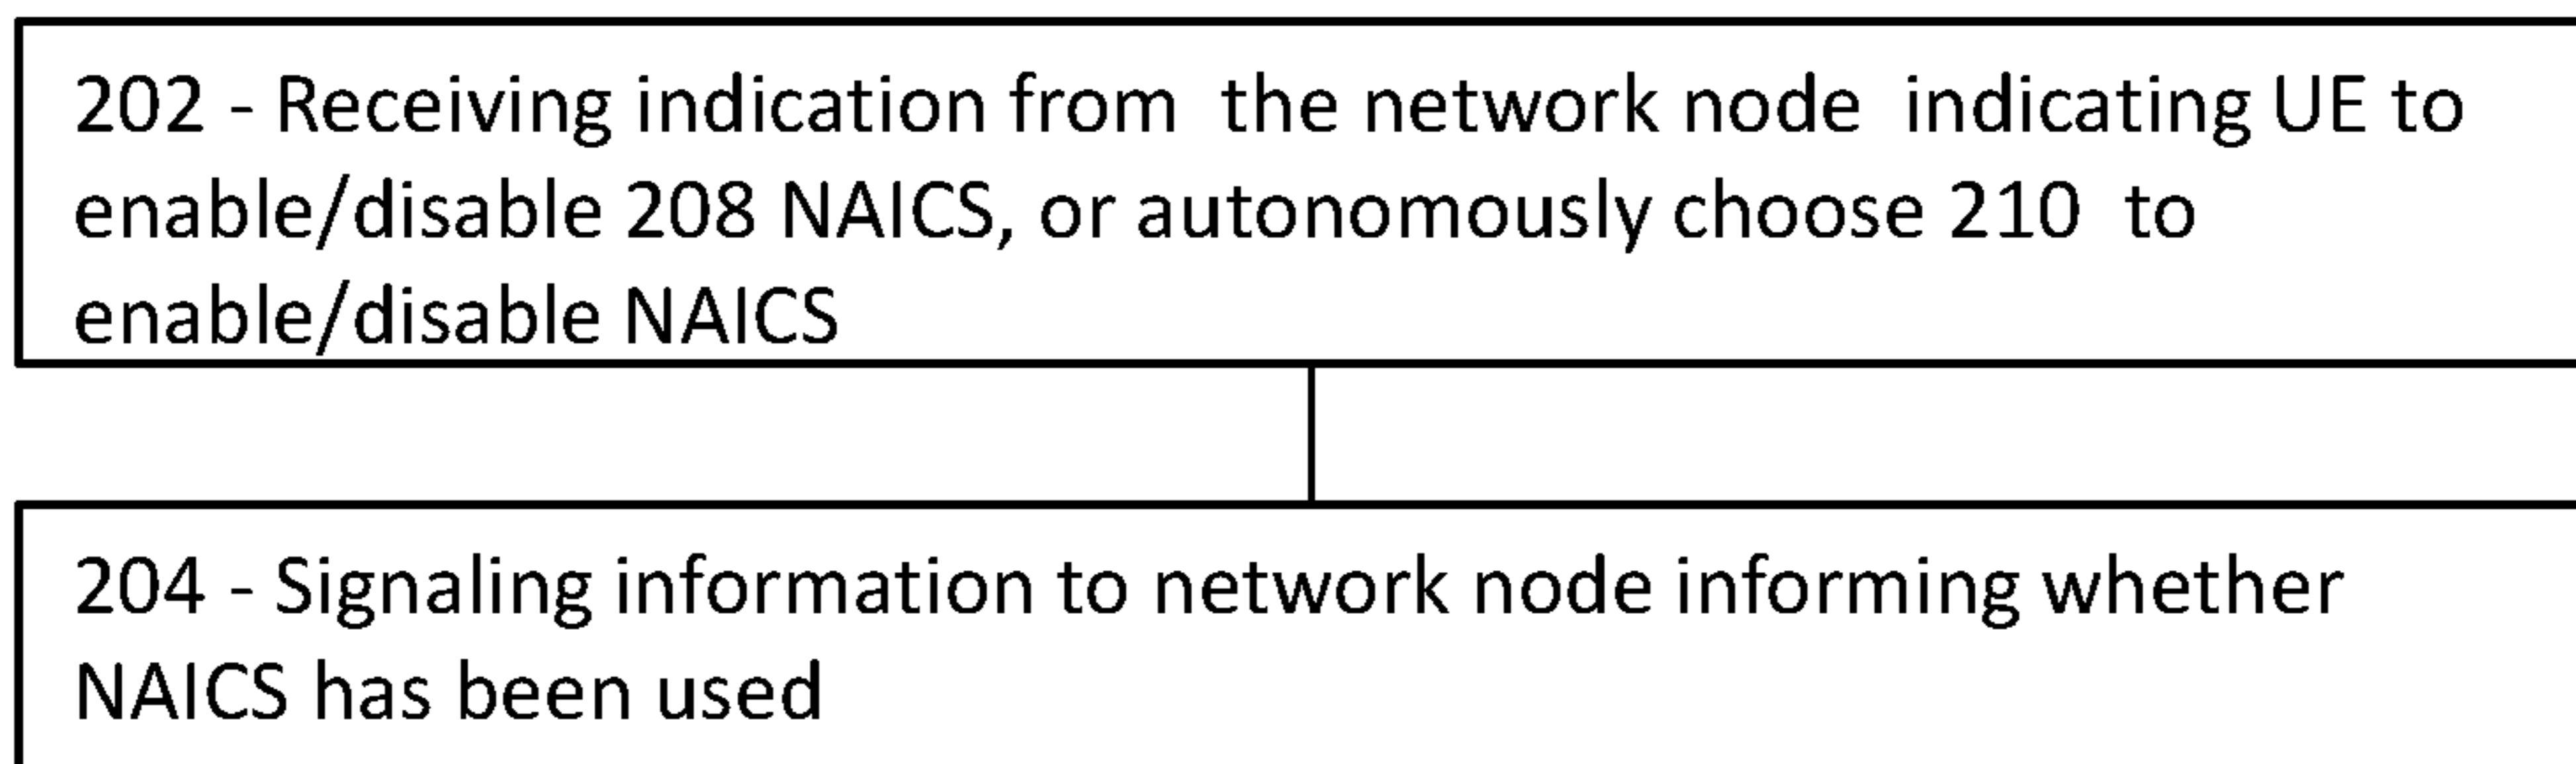 202 - Receiving indication from the network node indicating UE to
enable/disable 208 NAICS, or autonomously choose 210 to
enable/disable NAICS
204 - Signaling information to network node informing whether
NAICS has been used